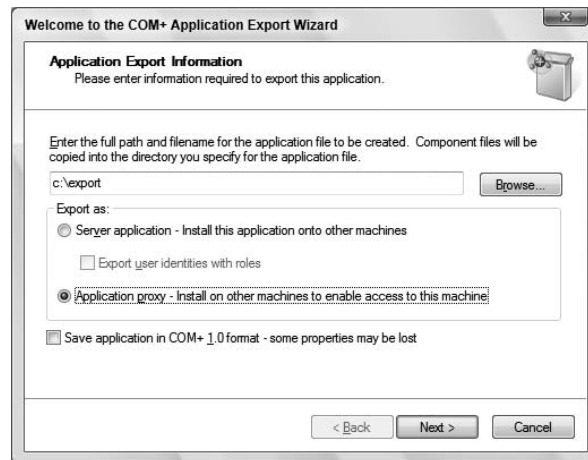 Welcome to the COM+ Application Export Wizard
Application Export Information
Please enter information required to export this application.
Enter the full path and filename for the application file to be created. Component files will be
copied into the directory you specify for the application file.
c:\export
Browse...
Export as:
Server application - Install this application onto other machines
Export user identities with roles
Application proxy - Install on other machines to enable access to this machine
Save application in COM+ 1.0 format - some properties may be lost
< Back
Next >
Cancel